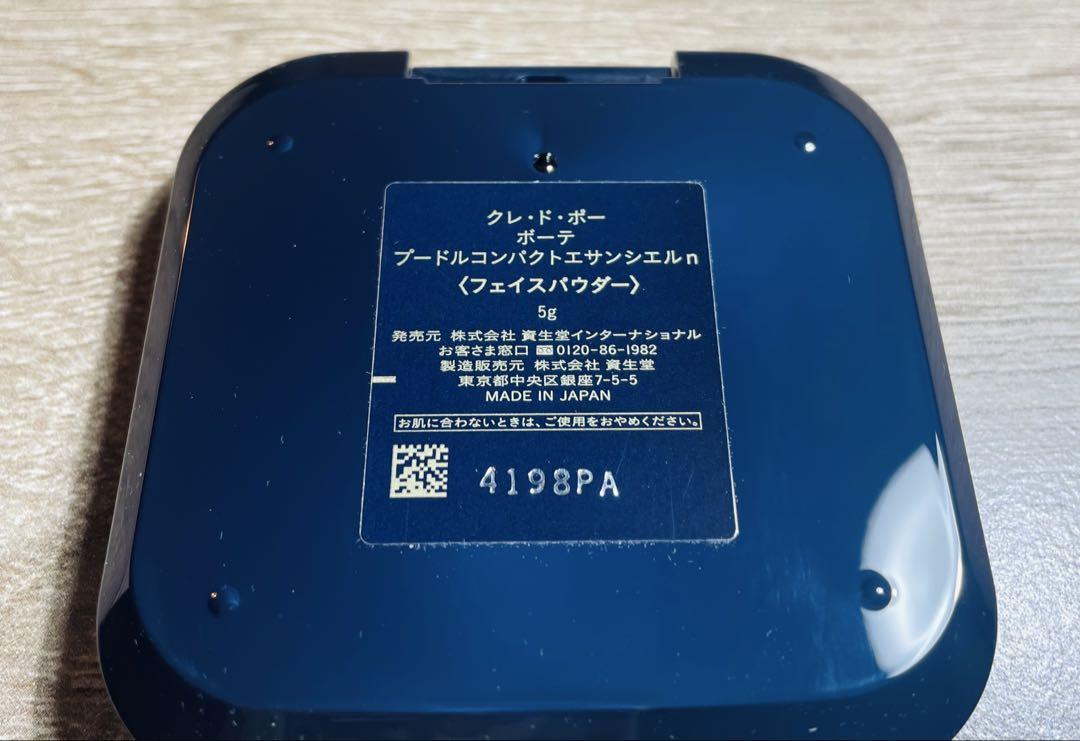 クレ・ド・ポー
ボーテ
プードルコンパクトエサンシエルn
〈フェイスパウダー〉
5g
発売元 株式会社 資生堂インターナショナル
お客さま窓口 0120-86-1982
製造販売元 株式会社 資生堂
東京都中央区銀座7-5-5
MADE IN JAPAN
お肌に合わないときは、ご使用をおやめください。
4198PA